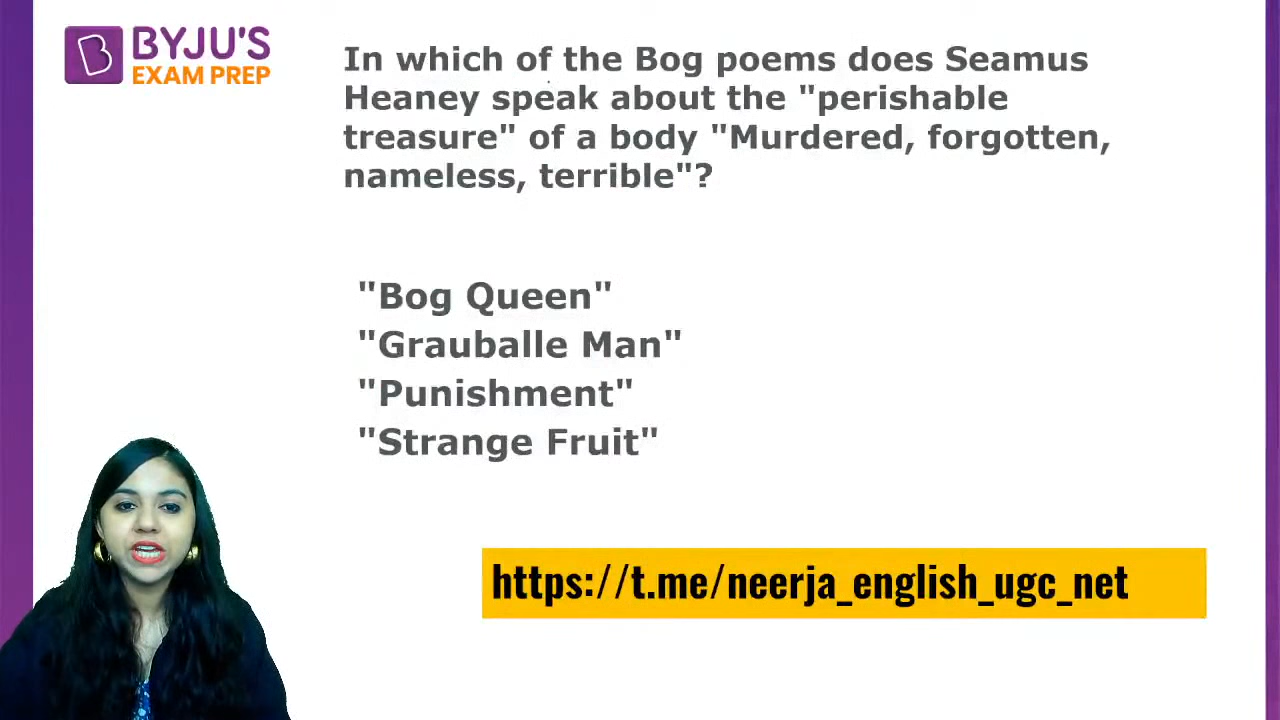 BYJU'S
EXAM PREP
In which of the Bog poems does Seamus
Heaney speak about the "perishable
treasure" of a body "Murdered, forgotten,
nameless, terrible"?
"Bog Queen"
"Grauballe Man"
"Punishment"
"Strange Fruit"
https://t.me/neerja_english_ugc_net